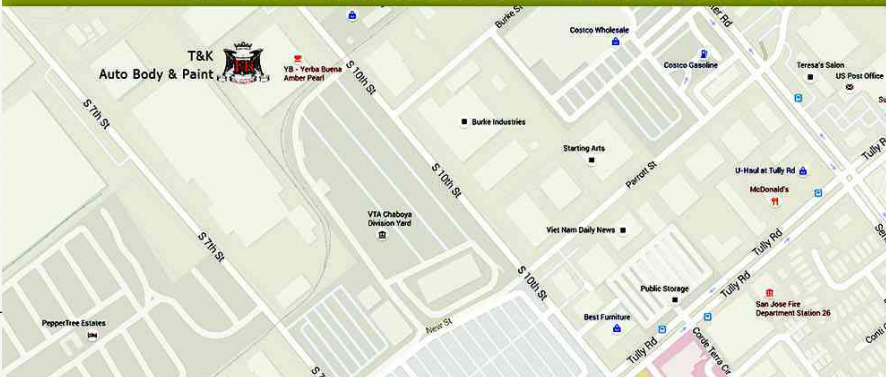 Burke St
Costco Wholesale
Costco Gasoline
Teresa's Salon
US Post Office
T&K
Auto Body & Paint
YB - Yerba Buena
Amber Pearl
S 10th St
S 7th St
Burke Industries
Starting Arts
Parrott St
U-Haul at Tully Rd
McDonald's
S 10th St
VTA Chaboya
Division Yard
Viet Nam Daily News
Tully Rd
S 7th St
S 10th St
Public Storage
Tully Rd
San Jose Fire
Department Station 26
PepperTree Estates
New St
Best Furniture
Tully Rd
Corde Terra Cir